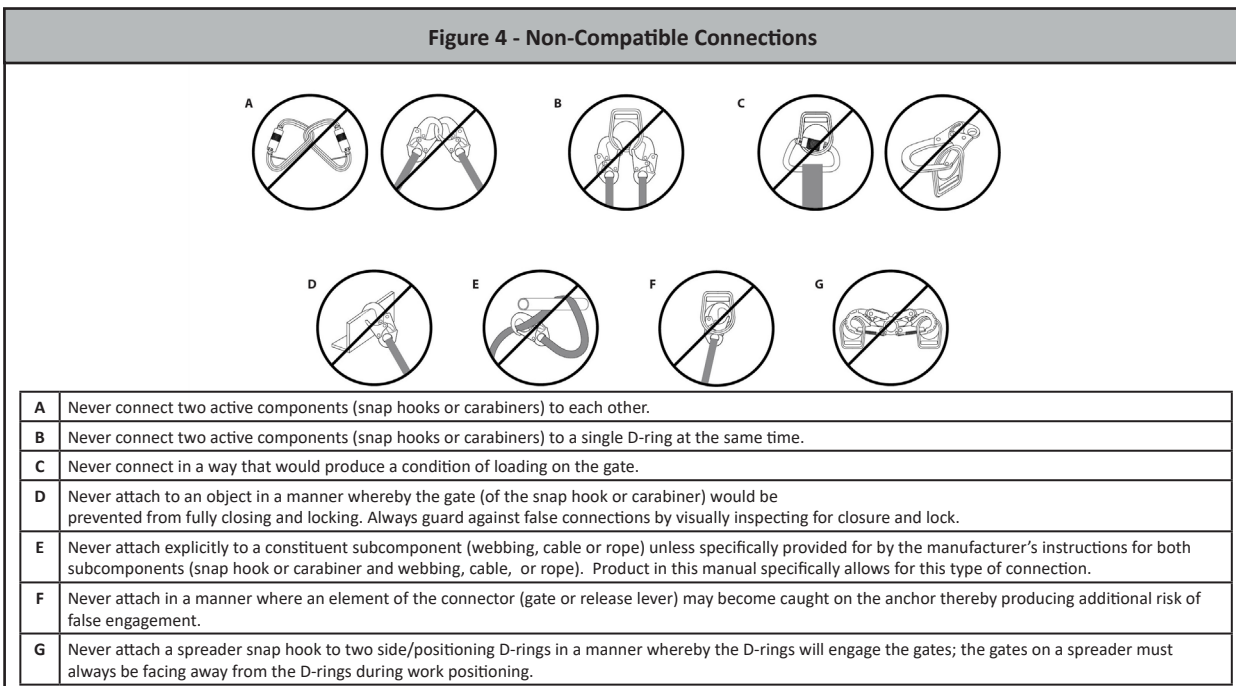 Figure 4 - Non-Compatible Connections
A
B
C
D
E
F
G
A Never connect two active components (snap hooks or carabiners) to each other.
B Never connect two active components (snap hooks or carabiners) to a single D-ring at the same time.
C Never connect in a way that would produce a condition of loading on the gate.
D Never attach to an object in a manner whereby the gate (of the snap hook or carabiner) would be
prevented from fully closing and locking. Always guard against false connections by visually inspecting for closure and lock.
E Never attach explicitly to a constituent subcomponent (webbing, cable or rope) unless specifically provided for by the manufacturer's instructions for both
subcomponents (snap hook or carabiner and webbing, cable, or rope). Product in this manual specifically allows for this type of connection.
F Never attach in a manner where an element of the connector (gate or release lever) may become caught on the anchor thereby producing additional risk of
false engagement.
G Never attach a spreader snap hook to two side/positioning D-rings in a manner whereby the D-rings will engage the gates; the gates on a spreader must
always be facing away from the D-rings during work positioning.